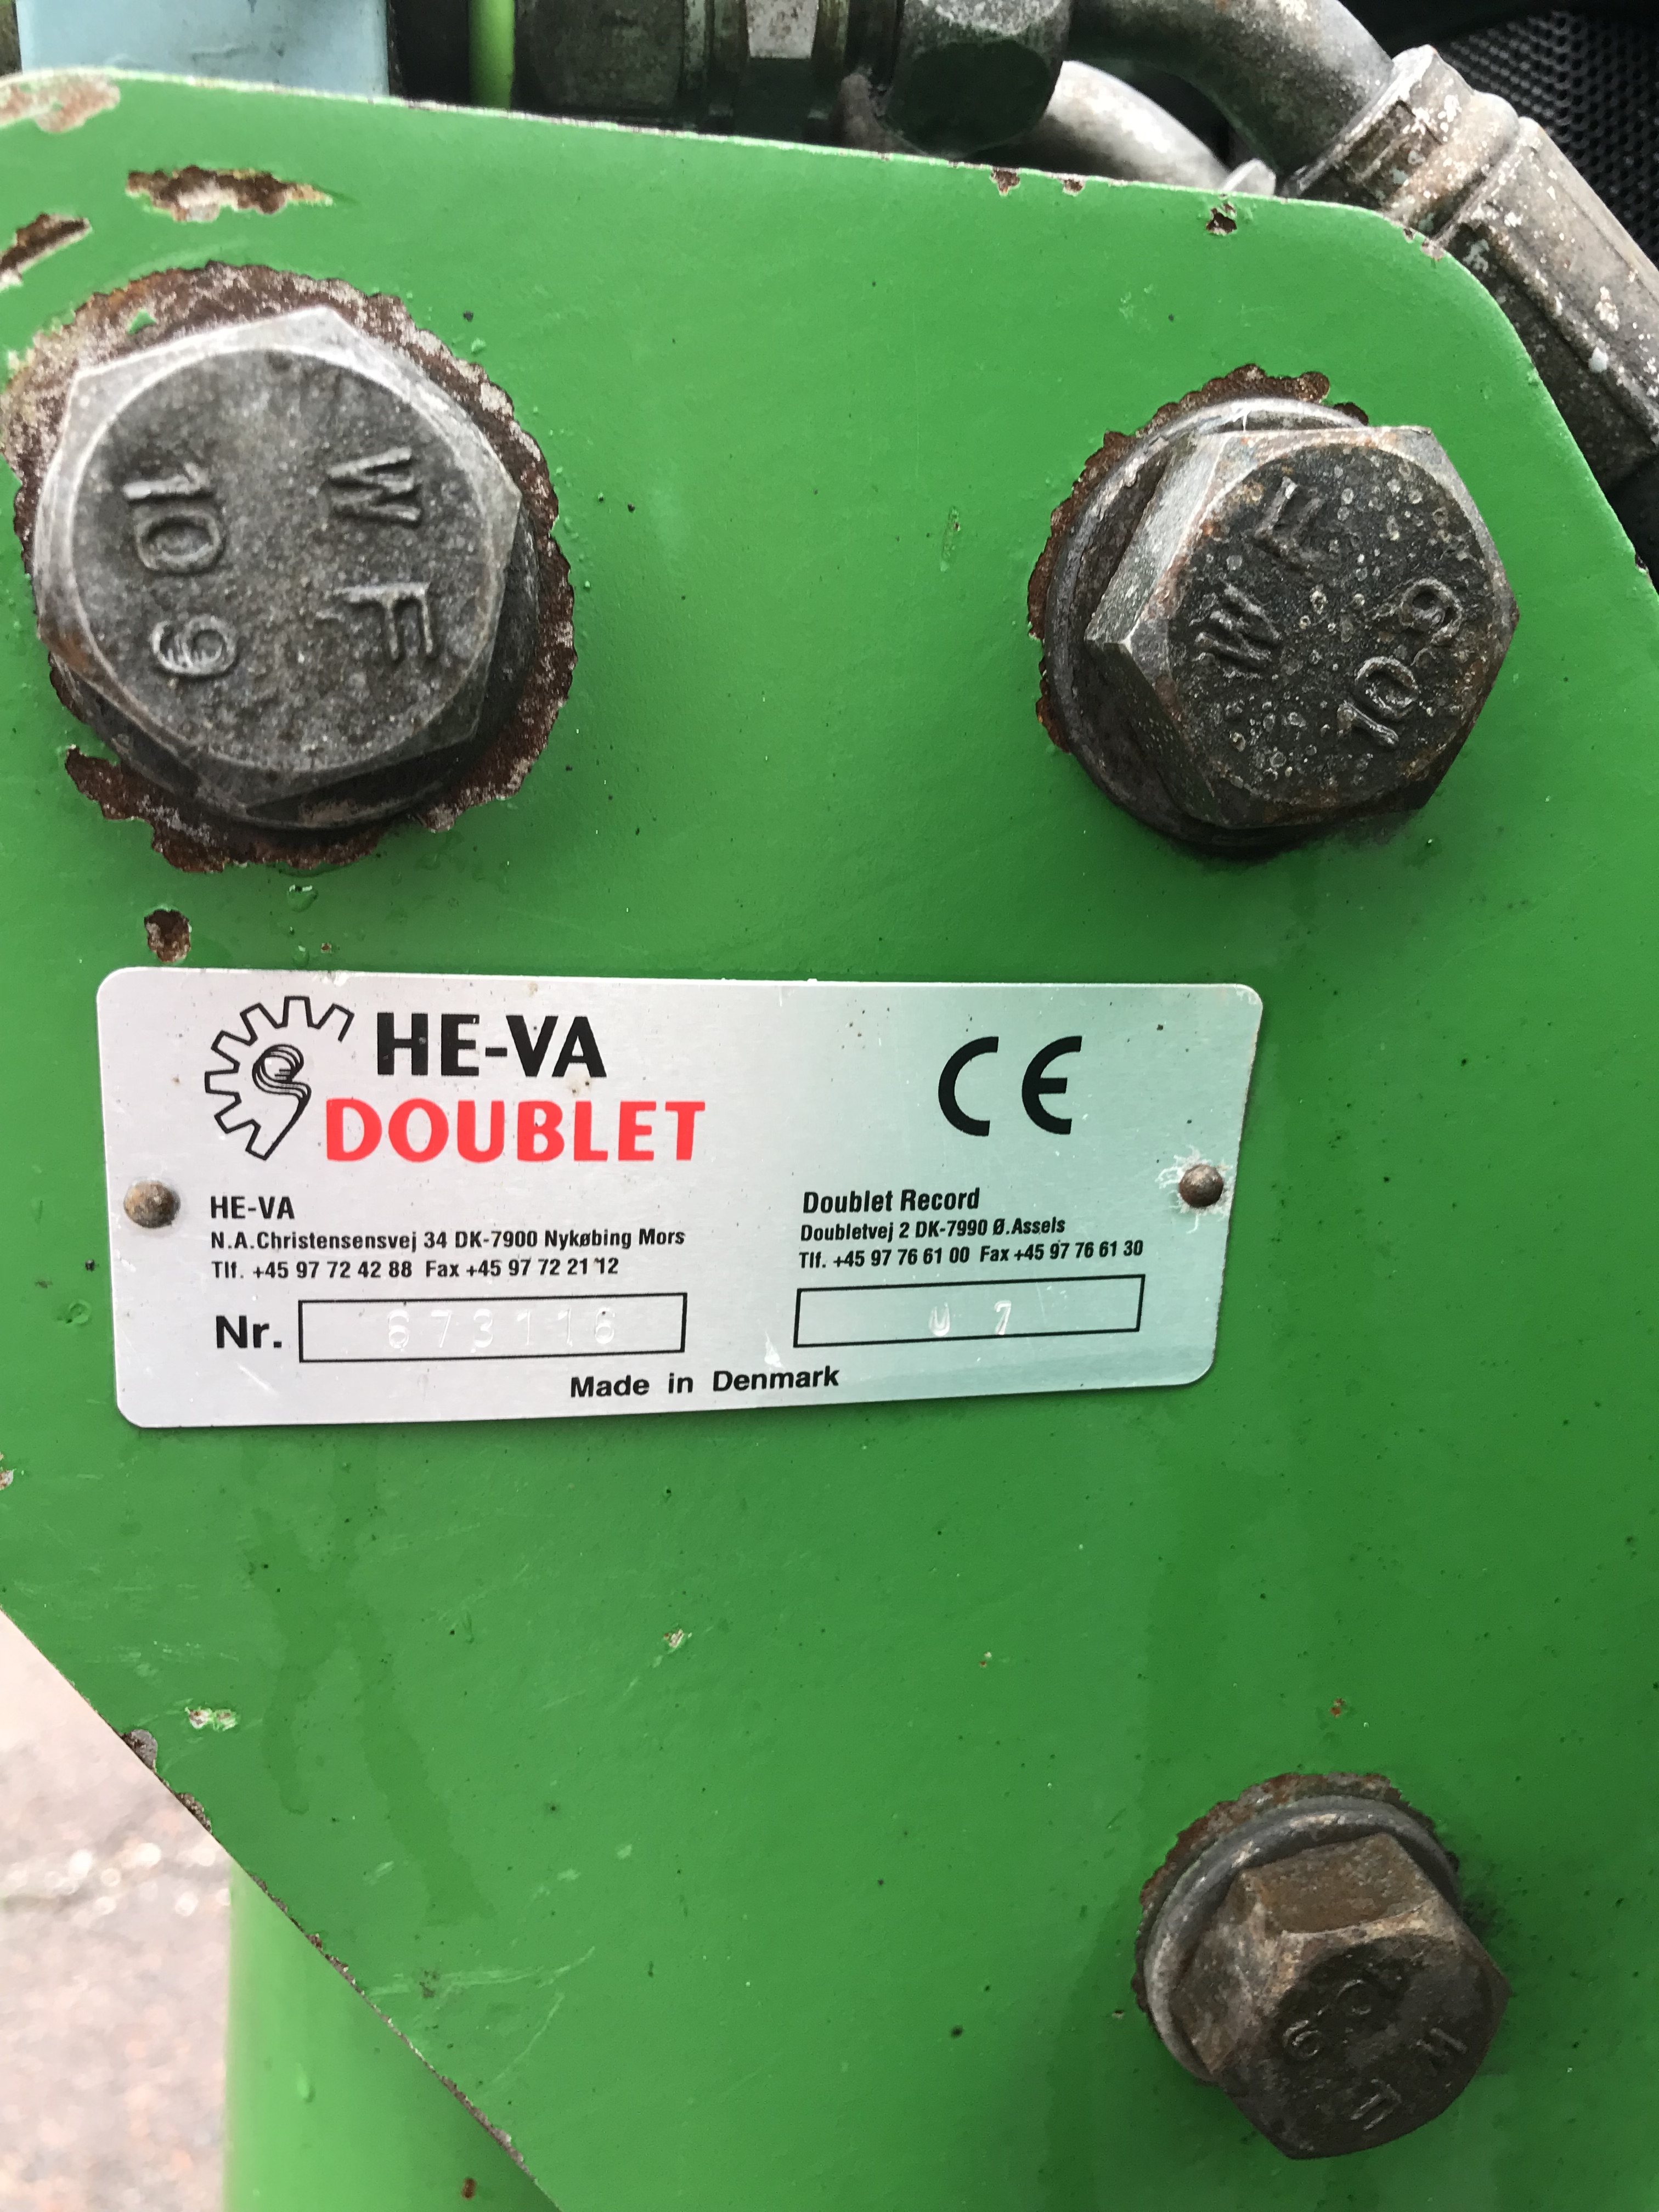 W F
10 9
W F
10 9
HE-VA
DOUBLET
CE
HE-VA
N.A.Christensensvej 34 DK-7900 Nykøbing Mors
Tlf. +45 97 72 42 88 Fax +45 97 72 21 12
Doublet Record
Doubletvej 2 DK-7990 Ø.Assels
Tlf. +45 97 76 61 00 Fax +45 97 76 61 30
Nr.
U 7
Made in Denmark